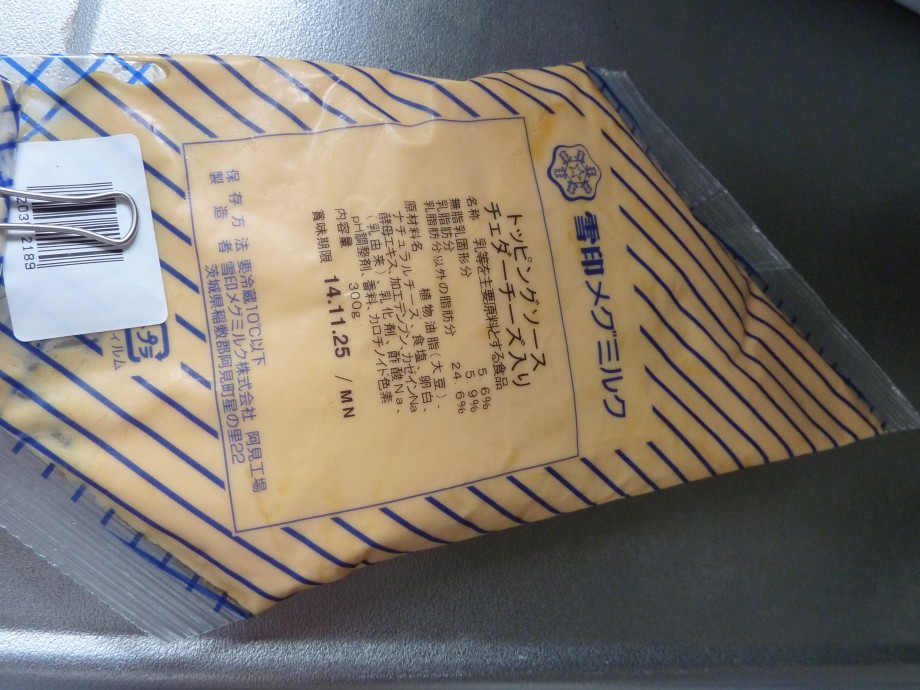 雪印メグミルク
トッピングソース
チェダーチーズ入り
名称 乳等を主要原料とする食品
無脂乳固形分 5.6%
乳脂肪分 5.9%
乳脂肪分以外の脂肪分 24.6%
原材料名 植物油脂(大豆)、
ナチュラルチーズ、食塩、卵白、
酵母エキス、加工デンプン、カゼインNa
(乳由来)、乳化剤、酢酸Na、
pH調整剤、香料、カロチノイド色素
内容量 300g
賞味期限 14.11.25 /MN
保存方法 要冷蔵10℃以下
製造者 雪印メグミルク株式会社 阿見工場
茨城県稲敷郡阿見町星の里22
プラ